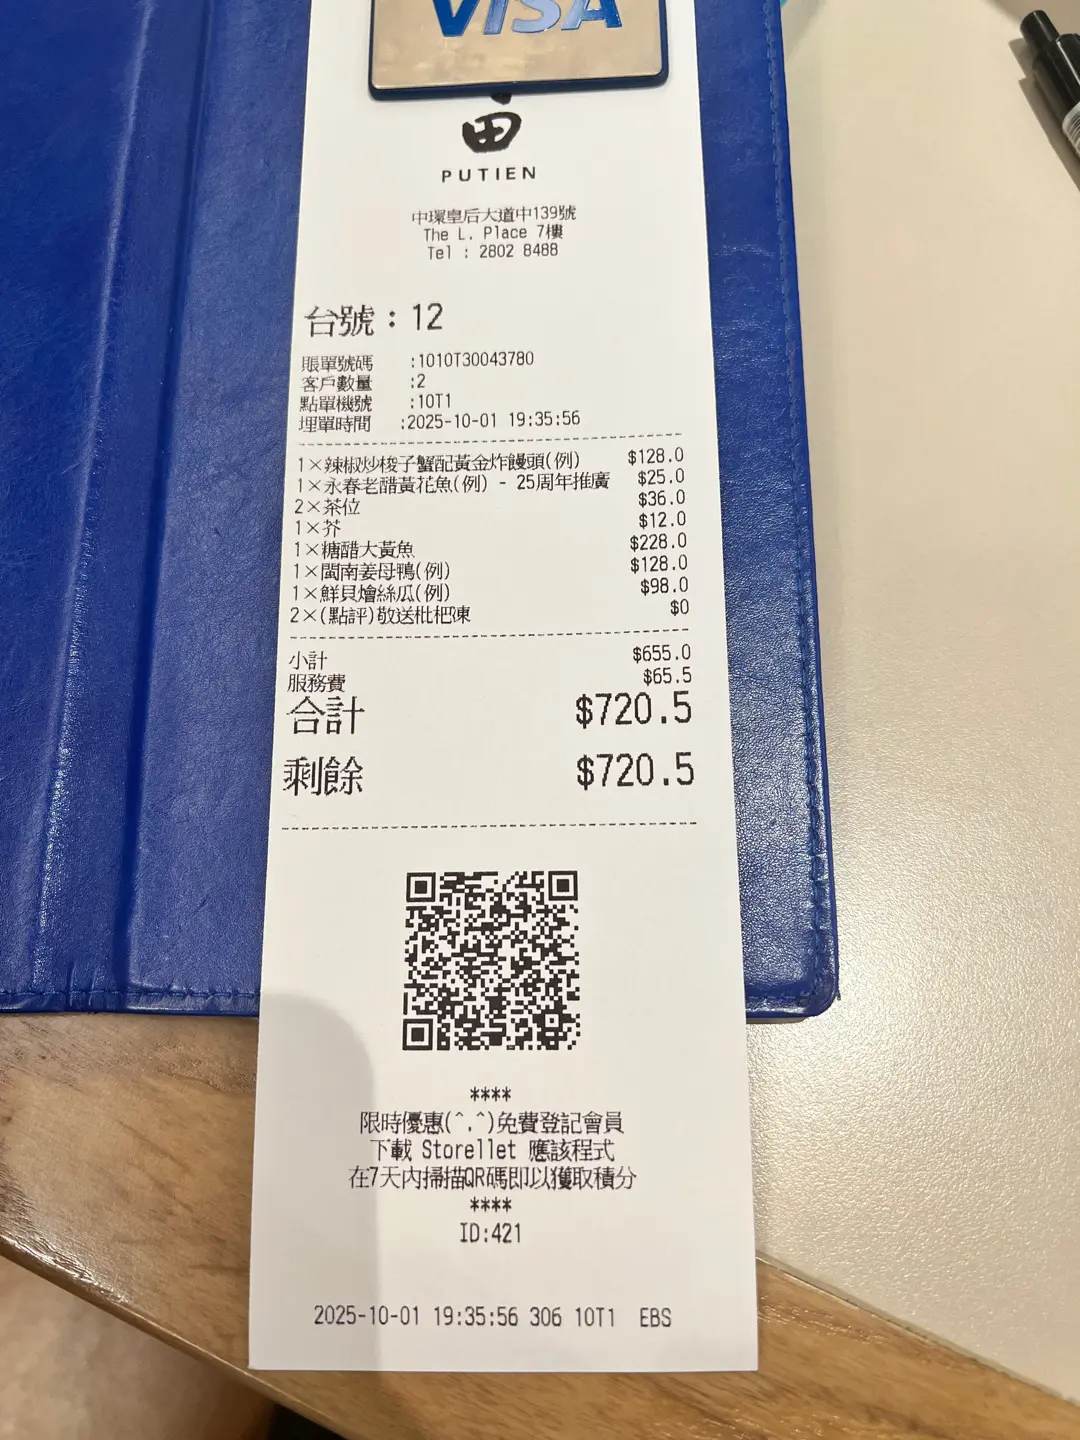 VISA
PUTIEN
中環皇后大道中139號
The L. Place 7樓
Tel : 2802 8488
台號：12
賬單號碼 :1010T30043780
客戶數量 :2
點單機號 :10T1
埋單時間 :2025-10-01 19:35:56
1×辣椒炒梭子蟹配黃金炸饅頭(例) $128.0
1×永春老醋黃花魚(例) - 25周年推廣 $25.0
2×茶位 $36.0
1×芥 $12.0
1×糖醋大黃魚 $228.0
1×閩南姜母鴨(例) $128.0
1×鮮貝燴絲瓜(例) $98.0
2×(點評)敬送枇杷凍 $0
小計 $655.0
服務費 $65.5
合計 $720.5
剩餘 $720.5
****
限時優惠(^.^)免費登記會員
下載 Storellet 應該程式
在7天內掃描QR碼即以獲取積分
****
ID:421
2025-10-01 19:35:56 306 10T1 EBS